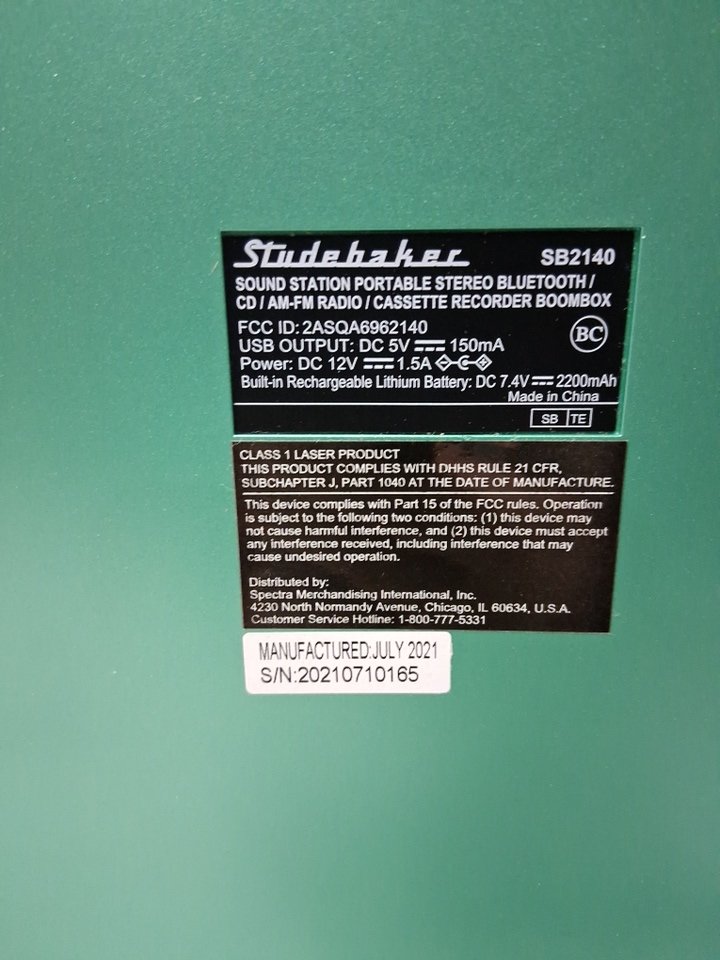 Studebaker SB2140
SOUND STATION PORTABLE STEREO BLUETOOTH /
CD / AM-FM RADIO / CASSETTE RECORDER BOOMBOX
FCC ID: 2ASQA6962140
BC
USB OUTPUT: DC 5V 150mA
Power: DC 12V 1.5A
Built-in Rechargeable Lithium Battery: DC 7.4V 2200mAh
Made in China
SB TE
CLASS 1 LASER PRODUCT
THIS PRODUCT COMPLIES WITH DHHS RULE 21 CFR,
SUBCHAPTER J, PART 1040 AT THE DATE OF MANUFACTURE.
This device complies with Part 15 of the FCC rules. Operation
is subject to the following two conditions: (1) this device may
not cause harmful interference, and (2) this device must accept
any interference received, including interference that may
cause undesired operation.
Distributed by:
Spectra Merchandising International, Inc.
4230 North Normandy Avenue, Chicago, IL 60634, U.S.A.
Customer Service Hotline: 1-800-777-5331
MANUFACTURED:JULY 2021
S/N:20210710165